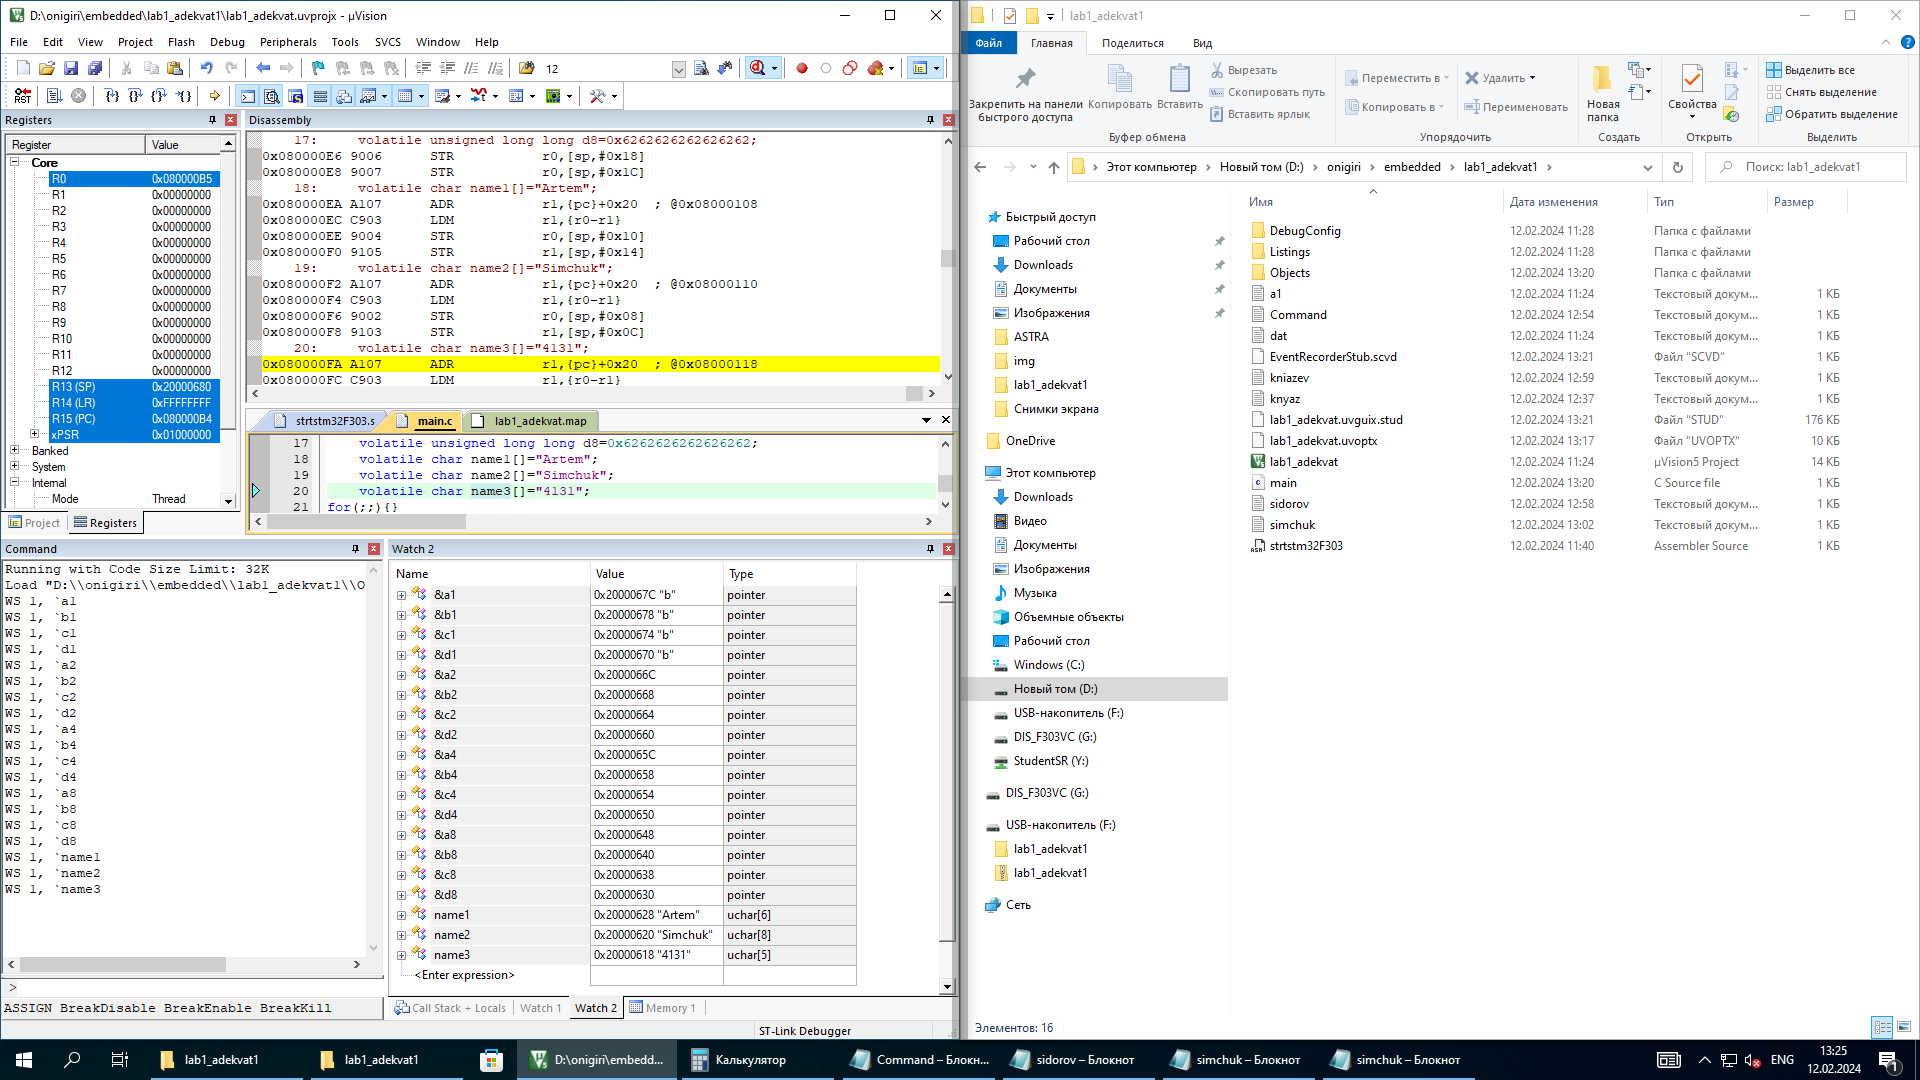 D:\onigiri\embedded\lab1_adekvat1\lab1_adekvat.uvprojx - µVision
File Edit View Project Flash Debug Peripherals Tools SVCS Window Help
12
Registers
Register Value
Core
R0 0x080000B5
R1 0x00000000
R2 0x00000000
R3 0x00000000
R4 0x00000000
R5 0x00000000
R6 0x00000000
R7 0x00000000
R8 0x00000000
R9 0x00000000
R10 0x00000000
R11 0x00000000
R12 0x00000000
R13 (SP) 0x20000680
R14 (LR) 0xFFFFFFFF
R15 (PC) 0x080000B4
xPSR 0x01000000
Banked
System
Internal
Mode Thread
Project Registers
Disassembly
17: volatile unsigned long long d8=0x6262626262626262;
0x080000E6 9006 STR r0,[sp,#0x18]
0x080000E8 9007 STR r0,[sp,#0x1C]
18: volatile char name1[]="Artem";
0x080000EA A107 ADR r1,{pc}+0x20 ; @0x08000108
0x080000EC C903 LDM r1,{r0-r1}
0x080000EE 9004 STR r0,[sp,#0x10]
0x080000F0 9105 STR r0,[sp,#0x14]
19: volatile char name2[]="Simchuk";
0x080000F2 A107 ADR r1,{pc}+0x20 ; @0x08000110
0x080000F4 C903 LDM r1,{r0-r1}
0x080000F6 9002 STR r0,[sp,#0x08]
0x080000F8 9103 STR r0,[sp,#0x0C]
20: volatile char name3[]="4131";
0x080000FA A107 ADR r1,{pc}+0x20 ; @0x08000118
0x080000FC C903 LDM r1,{r0-r1}
strtstm32F303.s main.c lab1_adekvat.map
17 volatile unsigned long long d8=0x6262626262626262;
18 volatile char name1[]="Artem";
19 volatile char name2[]="Simchuk";
20 volatile char name3[]="4131";
21 for(;;){}
Command
Running with Code Size Limit: 32K
Load "D:\\onigiri\\embedded\\lab1_adekvat1\\O
WS 1, `a1
WS 1, `b1
WS 1, `c1
WS 1, `d1
WS 1, `a2
WS 1, `b2
WS 1, `c2
WS 1, `d2
WS 1, `a4
WS 1, `b4
WS 1, `c4
WS 1, `d4
WS 1, `a8
WS 1, `b8
WS 1, `c8
WS 1, `d8
WS 1, `name1
WS 1, `name2
WS 1, `name3
>
ASSIGN BreakDisable BreakEnable BreakKill
Watch 2
Name Value Type
&a1 0x2000067C "b" pointer
&b1 0x20000678 "b" pointer
&c1 0x20000674 "b" pointer
&d1 0x20000670 "b" pointer
&a2 0x2000066C pointer
&b2 0x20000668 pointer
&c2 0x20000664 pointer
&d2 0x20000660 pointer
&a4 0x2000065C pointer
&b4 0x20000658 pointer
&c4 0x20000654 pointer
&d4 0x20000650 pointer
&a8 0x20000648 pointer
&b8 0x20000640 pointer
&c8 0x20000638 pointer
&d8 0x20000630 pointer
name1 0x20000628 "Artem" uchar[6]
name2 0x20000620 "Simchuk" uchar[8]
name3 0x20000618 "4131" uchar[5]
<Enter expression>
Call Stack + Locals Watch 1 Watch 2 Memory 1
ST-Link Debugger
lab1_adekvat1
Файл Главная Поделиться Вид
Закрепить на панели быстрого доступа
Копировать
Вставить
Вырезать
Скопировать путь
Вставить ярлык
Буфер обмена
Переместить в
Копировать в
Удалить
Переименовать
Упорядочить
Новая папка
Создать
Свойства
Открыть
Выделить все
Снять выделение
Обратить выделение
Выделить
Этот компьютер Новый том (D:) onigiri embedded lab1_adekvat1
Поиск: lab1_adekvat1
Быстрый доступ
Рабочий стол
Downloads
Документы
Изображения
ASTRA
img
lab1_adekvat1
Снимки экрана
OneDrive
Этот компьютер
Downloads
Видео
Документы
Изображения
Музыка
Объемные объекты
Рабочий стол
Windows (C:)
Новый том (D:)
USB-накопитель (F:)
DIS_F303VC (G:)
StudentSR (Y:)
DIS_F303VC (G:)
USB-накопитель (F:)
lab1_adekvat1
lab1_adekvat1
Сеть
Имя Дата изменения Тип Размер
DebugConfig 12.02.2024 11:28 Папка с файлами
Listings 12.02.2024 11:28 Папка с файлами
Objects 12.02.2024 13:20 Папка с файлами
a1 12.02.2024 11:24 Текстовый докум... 1 КБ
Command 12.02.2024 12:54 Текстовый докум... 1 КБ
dat 12.02.2024 11:24 Текстовый докум... 1 КБ
EventRecorderStub.scvd 12.02.2024 13:21 Файл "SCVD" 1 КБ
kniazev 12.02.2024 12:59 Текстовый докум... 1 КБ
knyaz 12.02.2024 12:37 Текстовый докум... 1 КБ
lab1_adekvat.uvguix.stud 12.02.2024 13:21 Файл "STUD" 176 КБ
lab1_adekvat.uvoptx 12.02.2024 13:17 Файл "UVOPTX" 10 КБ
lab1_adekvat 12.02.2024 11:24 µVision5 Project 14 КБ
main 12.02.2024 13:20 C Source file 1 КБ
sidorov 12.02.2024 12:58 Текстовый докум... 1 КБ
simchuk 12.02.2024 13:02 Текстовый докум... 1 КБ
strtstm32F303 12.02.2024 11:40 Assembler Source 1 КБ
Элементов: 16
lab1_adekvat1
lab1_adekvat1
D:\onigiri\embedd...
Калькулятор
Command – Блокн...
sidorov – Блокнот
simchuk – Блокнот
simchuk – Блокнот
ENG
13:25
12.02.2024
1